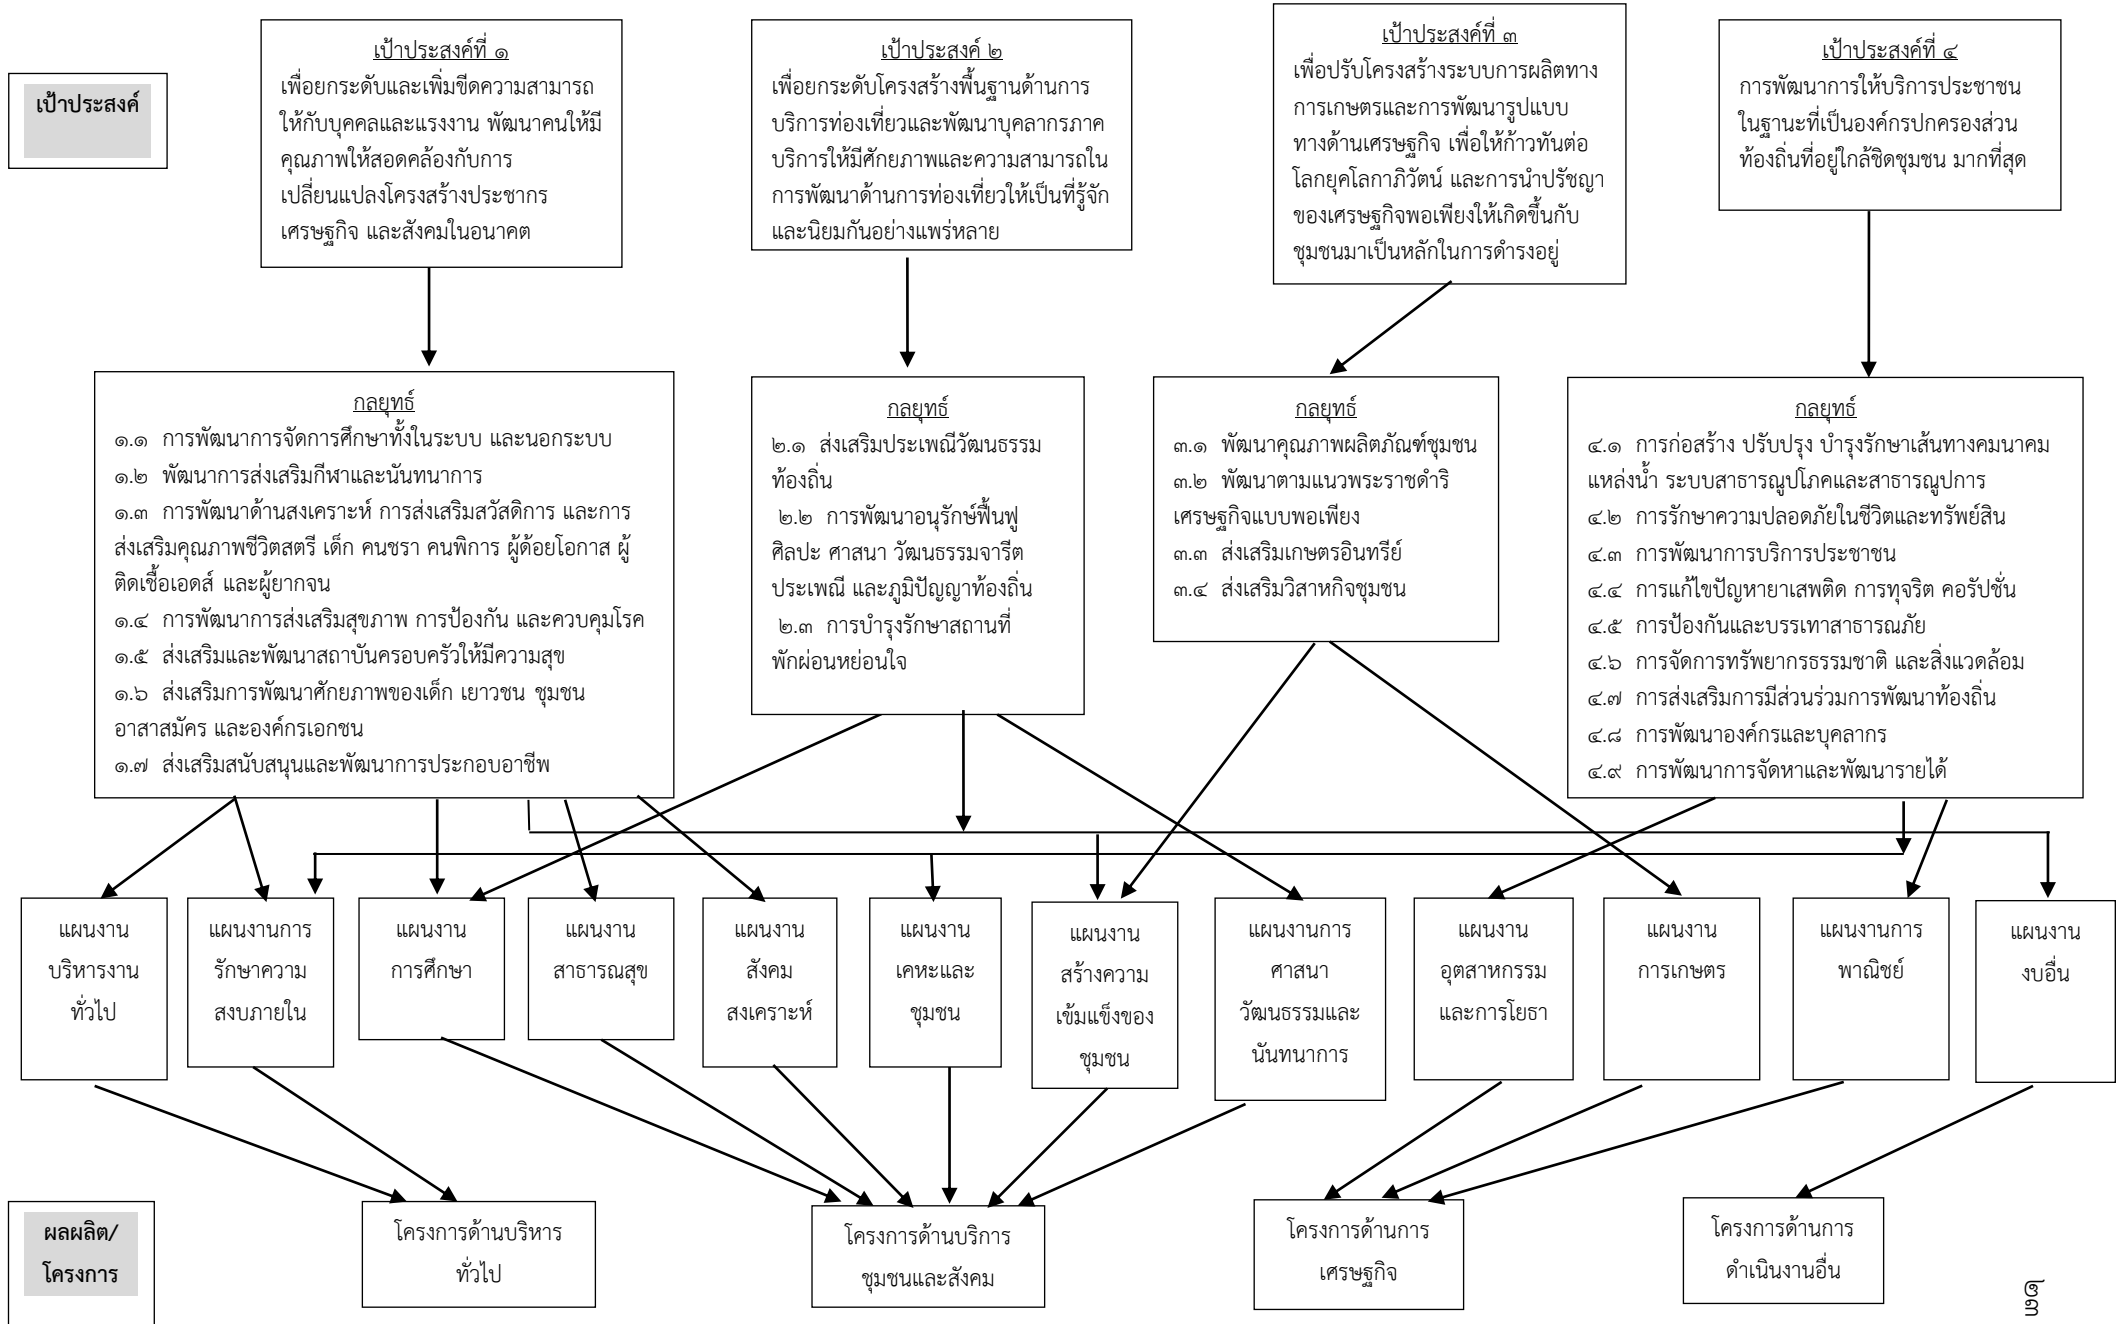 เป้าประสงค์
เป้าประสงค์ที่ ๑
เพื่อยกระดับและเพิ่มขีดความสามารถ
ให้กับบุคคลและแรงงาน พัฒนาคนให้มี
คุณภาพให้สอดคล้องกับการ
เปลี่ยนแปลงโครงสร้างประชากร
เศรษฐกิจ และสังคมในอนาคต
เป้าประสงค์ ๒
เพื่อยกระดับโครงสร้างพื้นฐานด้านการ
บริการท่องเที่ยวและพัฒนาบุคลากรภาค
บริการให้มีศักยภาพและความสามารถใน
การพัฒนาด้านการท่องเที่ยวให้เป็นที่รู้จัก
และนิยมกันอย่างแพร่หลาย
เป้าประสงค์ที่ ๓
เพื่อปรับโครงสร้างระบบการผลิตทาง
การเกษตรและการพัฒนารูปแบบ
ทางด้านเศรษฐกิจ เพื่อให้ก้าวทันต่อ
โลกยุคโลกาภิวัตน์ และการนำปรัชญา
ของเศรษฐกิจพอเพียงให้เกิดขึ้นกับ
ชุมชนมาเป็นหลักในการดำรงอยู่
เป้าประสงค์ที่ ๔
การพัฒนาการให้บริการประชาชน
ในฐานะที่เป็นองค์กรปกครองส่วน
ท้องถิ่นที่อยู่ใกล้ชิดชุมชน มากที่สุด
กลยุทธ์
๑.๑ การพัฒนาการจัดการศึกษาทั้งในระบบ และนอกระบบ
๑.๒ พัฒนาการส่งเสริมกีฬาและนันทนาการ
๑.๓ การพัฒนาด้านสงเคราะห์ การส่งเสริมสวัสดิการ และการ
ส่งเสริมคุณภาพชีวิตสตรี เด็ก คนชรา คนพิการ ผู้ด้อยโอกาส ผู้
ติดเชื้อเอดส์ และผู้ยากจน
๑.๔ การพัฒนาการส่งเสริมสุขภาพ การป้องกัน และควบคุมโรค
๑.๕ ส่งเสริมและพัฒนาสถาบันครอบครัวให้มีความสุข
๑.๖ ส่งเสริมการพัฒนาศักยภาพของเด็ก เยาวชน ชุมชน
อาสาสมัคร และองค์กรเอกชน
๑.๗ ส่งเสริมสนับสนุนและพัฒนาการประกอบอาชีพ
กลยุทธ์
๒.๑ ส่งเสริมประเพณีวัฒนธรรม
ท้องถิ่น
๒.๒ การพัฒนาอนุรักษ์ฟื้นฟู
ศิลปะ ศาสนา วัฒนธรรมจารีต
ประเพณี และภูมิปัญญาท้องถิ่น
๒.๓ การบำรุงรักษาสถานที่
พักผ่อนหย่อนใจ
กลยุทธ์
๓.๑ พัฒนาคุณภาพผลิตภัณฑ์ชุมชน
๓.๒ พัฒนาตามแนวพระราชดำริ
เศรษฐกิจแบบพอเพียง
๓.๓ ส่งเสริมเกษตรอินทรีย์
๓.๔ ส่งเสริมวิสาหกิจชุมชน
กลยุทธ์
๔.๑ การก่อสร้าง ปรับปรุง บำรุงรักษาเส้นทางคมนาคม
แหล่งน้ำ ระบบสาธารณูปโภคและสาธารณูปการ
๔.๒ การรักษาความปลอดภัยในชีวิตและทรัพย์สิน
๔.๓ การพัฒนาการบริการประชาชน
๔.๔ การแก้ไขปัญหายาเสพติด การทุจริต คอรัปชั่น
๔.๕ การป้องกันและบรรเทาสาธารณภัย
๔.๖ การจัดการทรัพยากรธรรมชาติ และสิ่งแวดล้อม
๔.๗ การส่งเสริมการมีส่วนร่วมการพัฒนาท้องถิ่น
๔.๘ การพัฒนาองค์กรและบุคลากร
๔.๙ การพัฒนาการจัดหาและพัฒนารายได้
แผนงาน
บริหารงาน
ทั่วไป
แผนงานการ
รักษาความ
สงบภายใน
แผนงาน
การศึกษา
แผนงาน
สาธารณสุข
แผนงาน
สังคม
สงเคราะห์
แผนงาน
เคหะและ
ชุมชน
แผนงาน
สร้างความ
เข้มแข็งของ
ชุมชน
แผนงานการ
ศาสนา
วัฒนธรรมและ
นันทนาการ
แผนงาน
อุตสาหกรรม
และการโยธา
แผนงาน
การเกษตร
แผนงานการ
พาณิชย์
แผนงาน
งบอื่น
ผลผลิต/
โครงการ
โครงการด้านบริหาร
ทั่วไป
โครงการด้านบริการ
ชุมชนและสังคม
โครงการด้านการ
เศรษฐกิจ
โครงการด้านการ
ดำเนินงานอื่น
๒๓